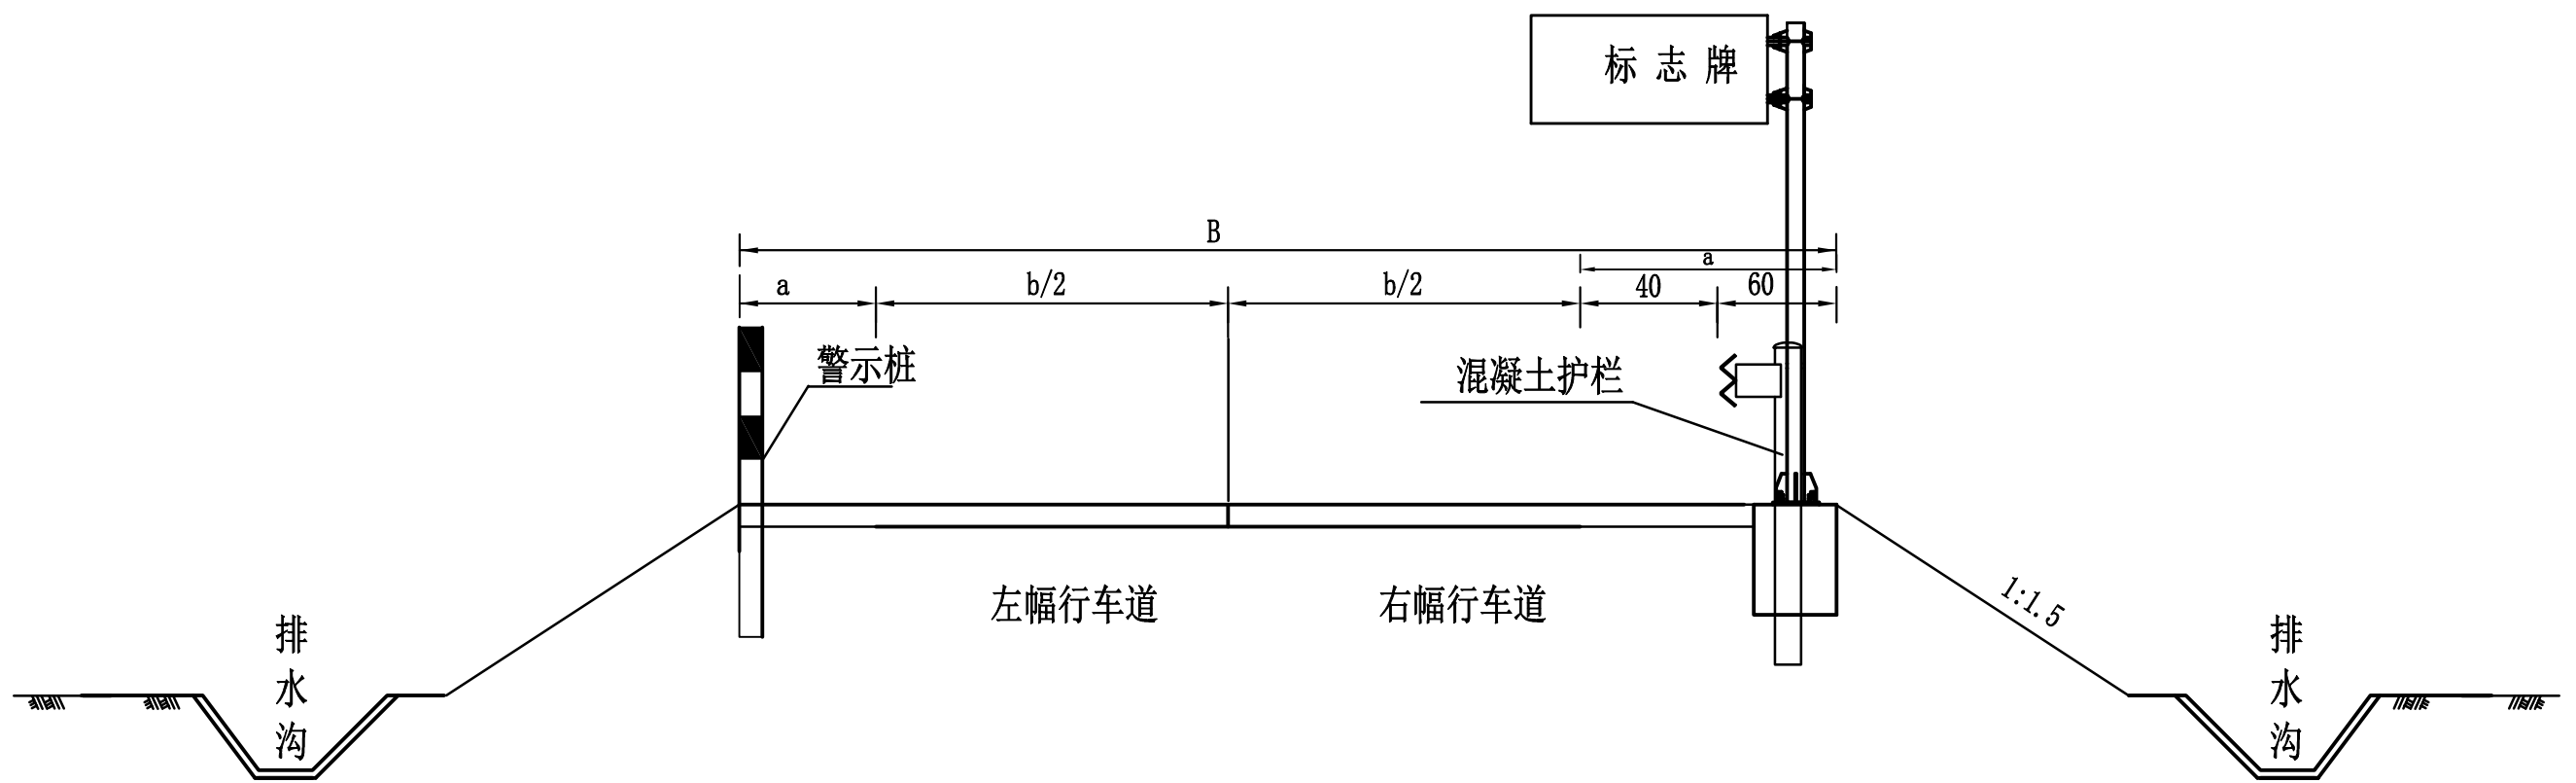 标志牌
B
a
a
b/2
b/2
40
60
警示桩
混凝土护栏
左幅行车道
右幅行车道
1:1.5
排水沟
排水沟